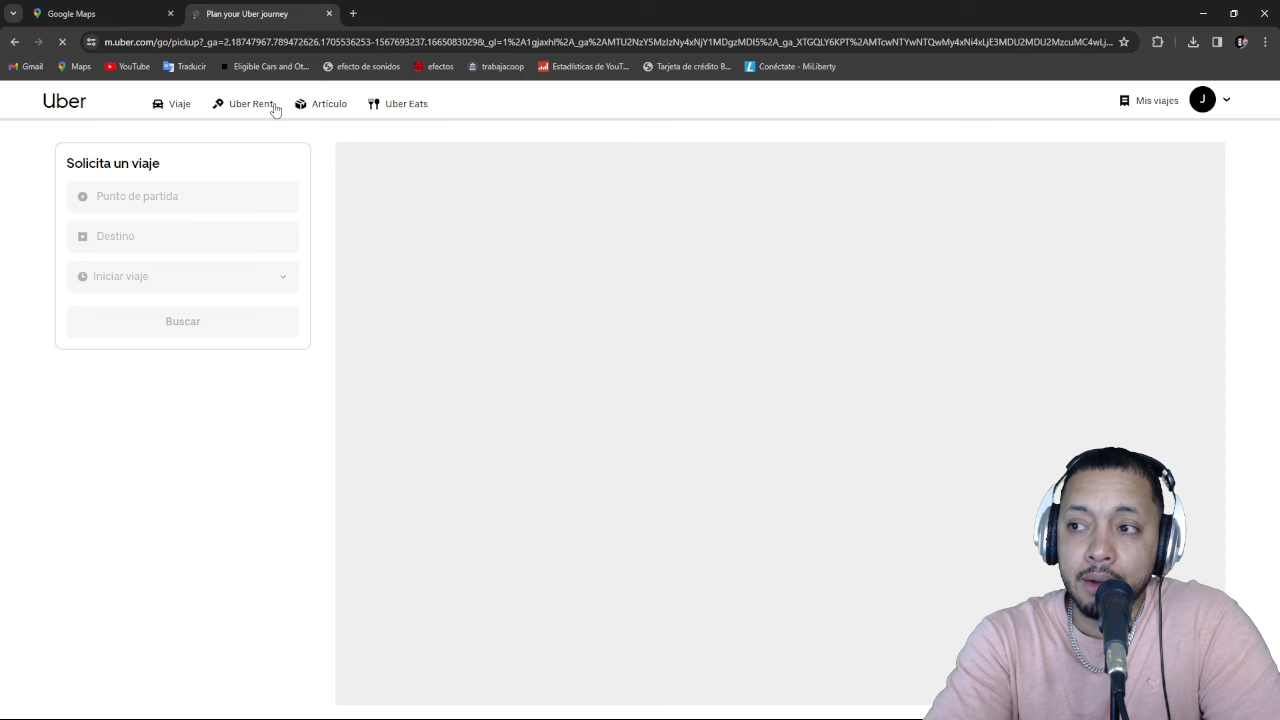 Google Maps
Plan your Uber journey
m.uber.com/go/pickup?_ga=2.18747967.789472626.1705536253-1567693237.1665083029&_gl=1%2A1gjaxhl%2A_ga%2AMTU2NzY5MzIzNy4xNjY1MDgzMDI5%2A_ga_XTGQLY6KPT%2AMTcwNTYwNTQwMy4xNi4xLjE3MDU2MDU2MzcuMC4wLj...
Gmail
Maps
YouTube
Traducir
Eligible Cars and Ot...
efecto de sonidos
efectos
trabajacoop
Estadísticas de YouT...
Tarjeta de crédito B...
Conéctate - MiLiberty
Uber
Viaje
Uber Rent
Artículo
Uber Eats
Mis viajes
J
Solicita un viaje
Punto de partida
Destino
Iniciar viaje
Buscar